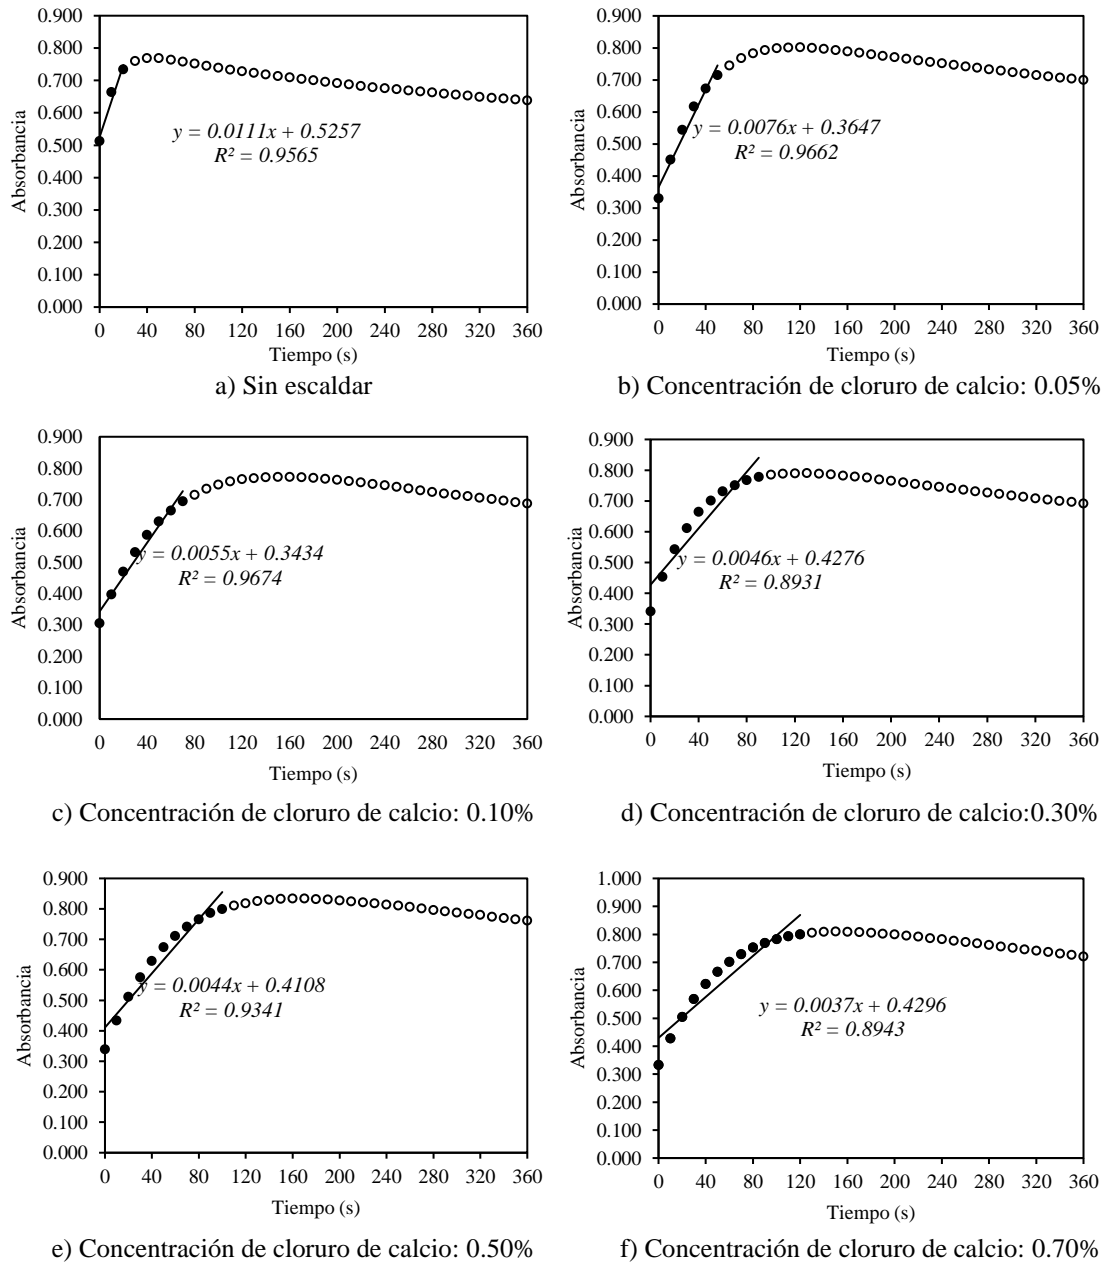 0.900
0.800
0.700
0.600
0.500
0.400
0.300
0.200
0.100
0.000
Absorbancia
y = 0.0111x + 0.5257
R² = 0.9565
0 40 80 120 160 200 240 280 320 360
Tiempo (s)
a) Sin escaldar
0.900
0.800
0.700
0.600
0.500
0.400
0.300
0.200
0.100
0.000
Absorbancia
y = 0.0076x + 0.3647
R² = 0.9662
0 40 80 120 160 200 240 280 320 360
Tiempo (s)
b) Concentración de cloruro de calcio: 0.05%
0.900
0.800
0.700
0.600
0.500
0.400
0.300
0.200
0.100
0.000
Absorbancia
y = 0.0055x + 0.3434
R² = 0.9674
0 40 80 120 160 200 240 280 320 360
Tiempo (s)
c) Concentración de cloruro de calcio: 0.10%
0.900
0.800
0.700
0.600
0.500
0.400
0.300
0.200
0.100
0.000
Absorbancia
y = 0.0046x + 0.4276
R² = 0.8931
0 40 80 120 160 200 240 280 320 360
Tiempo (s)
d) Concentración de cloruro de calcio:0.30%
0.900
0.800
0.700
0.600
0.500
0.400
0.300
0.200
0.100
0.000
Absorbancia
y = 0.0044x + 0.4108
R² = 0.9341
0 40 80 120 160 200 240 280 320 360
Tiempo (s)
e) Concentración de cloruro de calcio: 0.50%
1.000
0.900
0.800
0.700
0.600
0.500
0.400
0.300
0.200
0.100
0.000
Absorbancia
y = 0.0037x + 0.4296
R² = 0.8943
0 40 80 120 160 200 240 280 320 360
Tiempo (s)
f) Concentración de cloruro de calcio: 0.70%